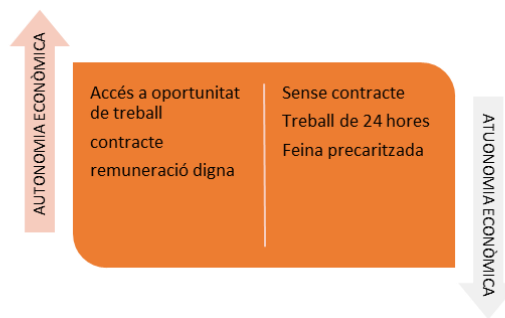 AUTONOMIA ECONÒMICA
Accés a oportunitat
de treball
contracte
remuneració digna
Sense contracte
Treball de 24 hores
Feina precaritzada
ATUONOMIA ECONÒMICA